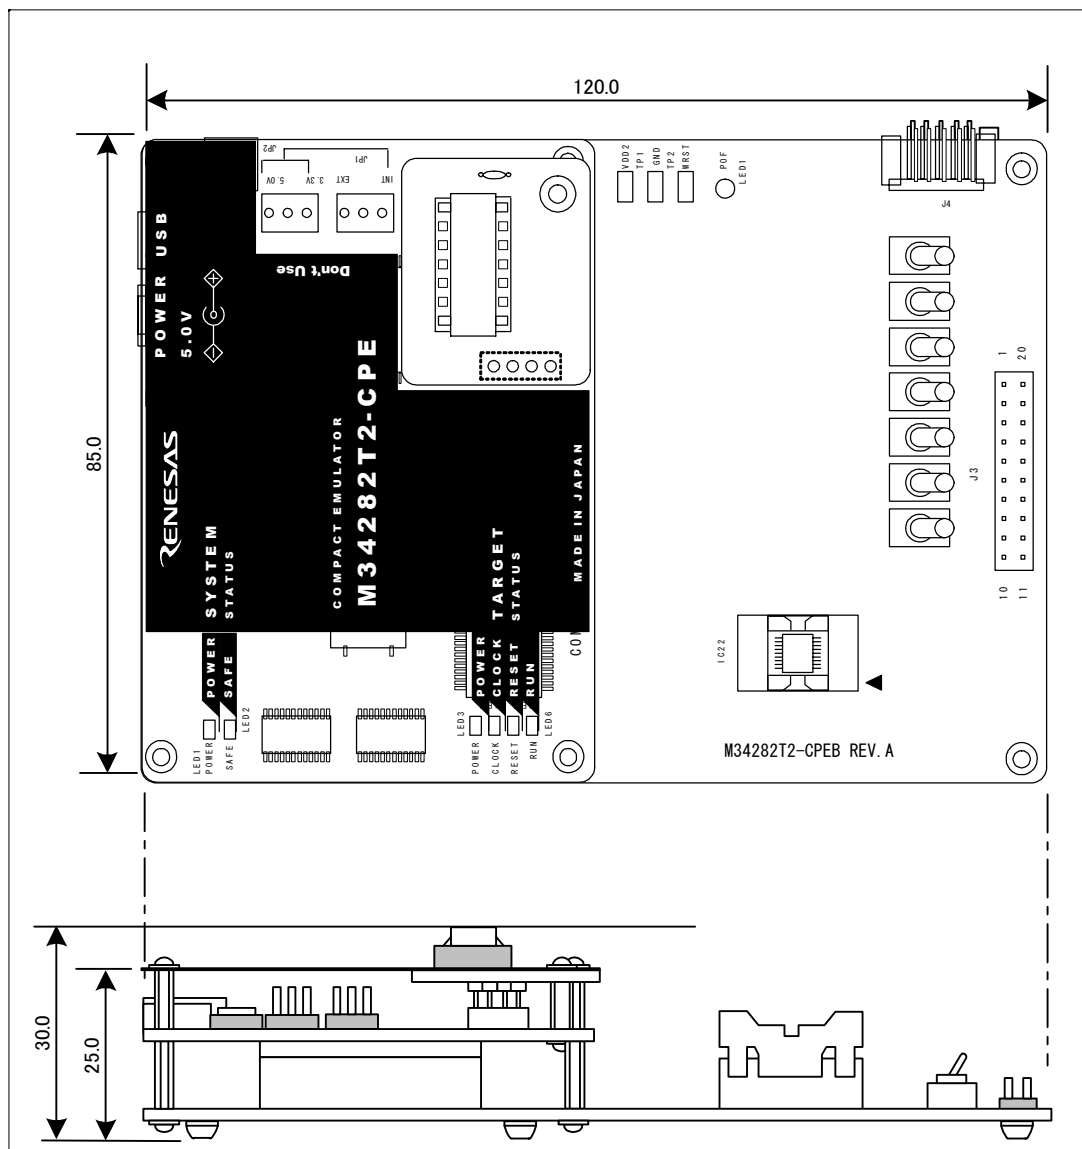 120.0
85.0
JP2
JP1
5.0V
3.3V
EXT
INT
VDD2
TP1
GND
TP2
WRST
POF
LED1
J4
POWER USB
5.0V
Don't Use
RENESAS
COMPACT EMULATOR
M34282T2-CPE
MADE IN JAPAN
SYSTEM
STATUS
TARGET
STATUS
POWER
SAFE
POWER
CLOCK
RESET
RUN
CON
1
20
J3
10
11
IC22
LED1
POWER
SAFE
LED2
LED3
POWER
CLOCK
RESET
RUN
LED6
M34282T2-CPEB REV.A
30.0
25.0